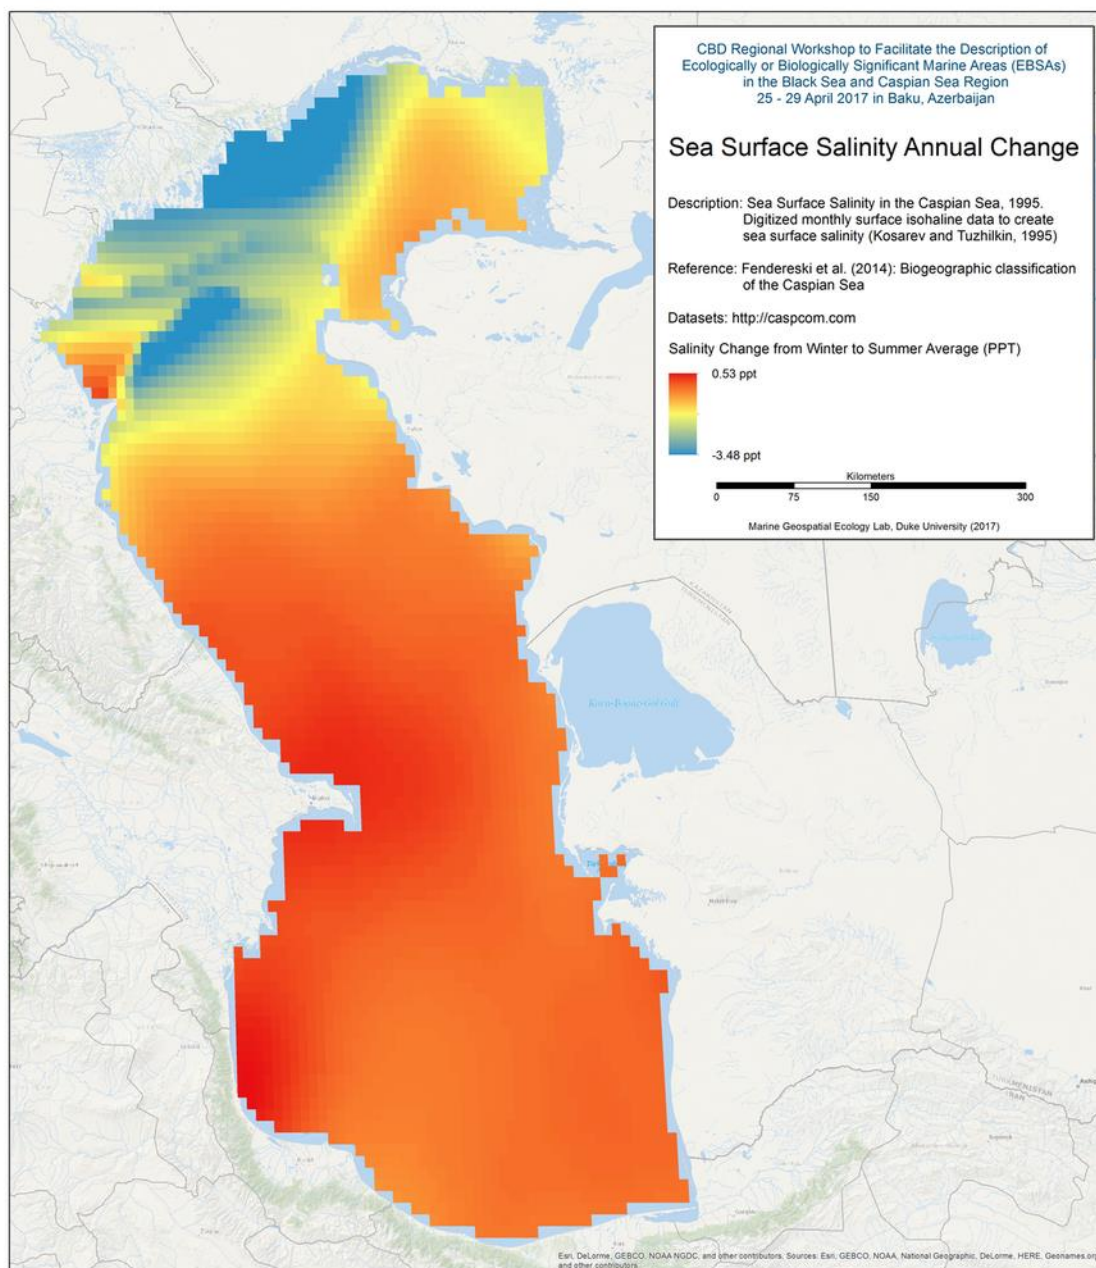 CBD Regional Workshop to Facilitate the Description of
Ecologically or Biologically Significant Marine Areas (EBSAs)
in the Black Sea and Caspian Sea Region
25 - 29 April 2017 in Baku, Azerbaijan
Sea Surface Salinity Annual Change
Description: Sea Surface Salinity in the Caspian Sea, 1995.
Digitized monthly surface isohaline data to create
sea surface salinity (Kosarev and Tuzhilkin, 1995)
Reference: Fendereski et al. (2014): Biogeographic classification
of the Caspian Sea
Datasets: http://caspcom.com
Salinity Change from Winter to Summer Average (PPT)
0.53 ppt
-3.48 ppt
Kilometers
0 75 150 300
Marine Geospatial Ecology Lab, Duke University (2017)
KAZAKHSTAN
TURKMENISTAN
IRAN
Esri, DeLorme, GEBCO, NOAA NGDC, and other contributors. Sources: Esri, GEBCO, NOAA, National Geographic, DeLorme, HERE, Geonames.org
and other contributors